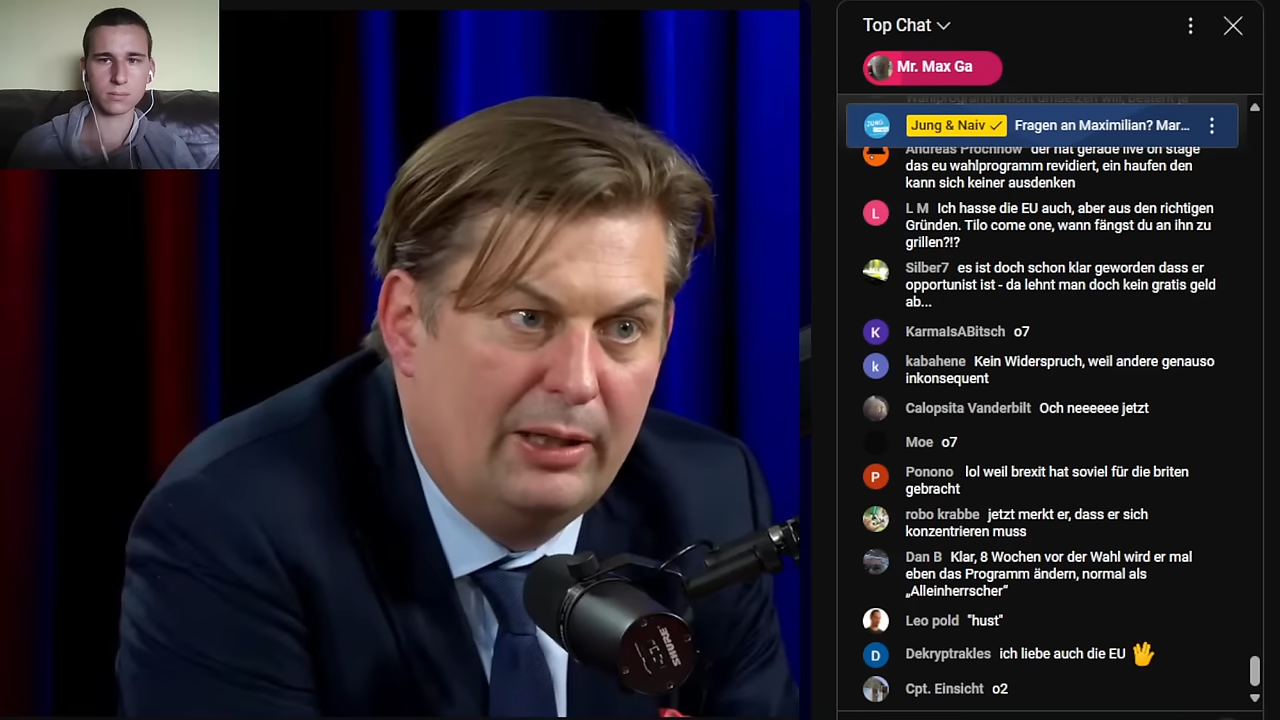 Top Chat
Mr. Max Ga
Wahlprogramm nicht umsetzen will, besteht ja
Jung & Naiv Fragen an Maximilian? Mar...
Andreas Prochnow der hat gerade live on stage
das eu wahlprogramm revidiert, ein haufen den
kann sich keiner ausdenken
L M Ich hasse die EU auch, aber aus den richtigen
Gründen. Tilo come one, wann fängst du an ihn zu
grillen?!?
Silber7 es ist doch schon klar geworden dass er
opportunist ist - da lehnt man doch kein gratis geld
ab...
KarmaIsABitsch o7
kabahene Kein Widerspruch, weil andere genauso
inkonsequent
Calopsita Vanderbilt Och neeeeee jetzt
Moe o7
Ponono lol weil brexit hat soviel für die briten
gebracht
robo krabbe jetzt merkt er, dass er sich
konzentrieren muss
Dan B Klar, 8 Wochen vor der Wahl wird er mal
eben das Programm ändern, normal als
„Alleinherrscher“
Leo pold "hust"
Dekryptrakles ich liebe auch die EU 🖖
Cpt. Einsicht o2
L
K
k
P
D
SHURE